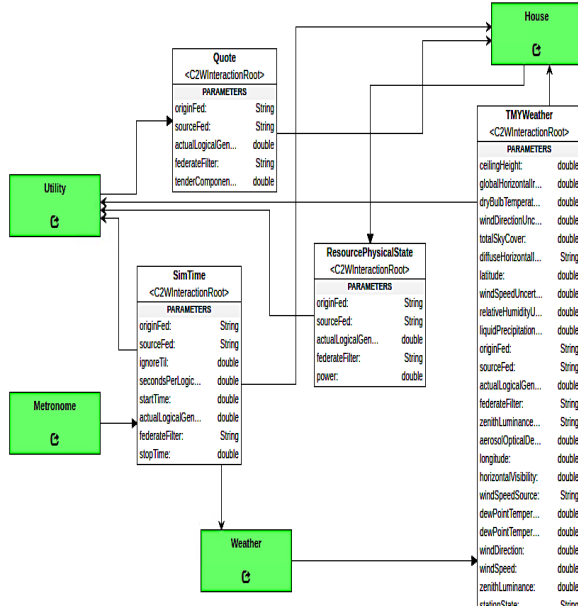 House
Quote
<C2WInteractionRoot>
PARAMETERS
originFed: String
sourceFed: String
actualLogicalGen... double
federateFilter: String
tenderComponen... double
Utility
TMYWeather
<C2WInteractionRoot>
PARAMETERS
ceilingHeight: double
globalHorizontalIr... double
dryBulbTemperat... double
windDirectionUnc... double
totalSkyCover: double
diffuseHorizontalI... String
latitude: double
windSpeedUncert... double
relativeHumidityU... double
liquidPrecipitation... double
originFed: String
sourceFed: String
actualLogicalGen... double
federateFilter: String
zenithLuminance... String
aerosolOpticalDe... double
longitude: double
horizontalVisibility: double
windSpeedSource: String
dewPointTemper... double
dewPointTemper... double
windDirection: double
windSpeed: double
zenithLuminance: double
stationState: String
ResourcePhysicalState
<C2WInteractionRoot>
PARAMETERS
originFed: String
sourceFed: String
actualLogicalGen... double
federateFilter: String
power: double
SimTime
<C2WInteractionRoot>
PARAMETERS
originFed: String
sourceFed: String
ignoreTil: double
secondsPerLogic... double
startTime: double
actualLogicalGen... double
federateFilter: String
stopTime: double
Metronome
Weather